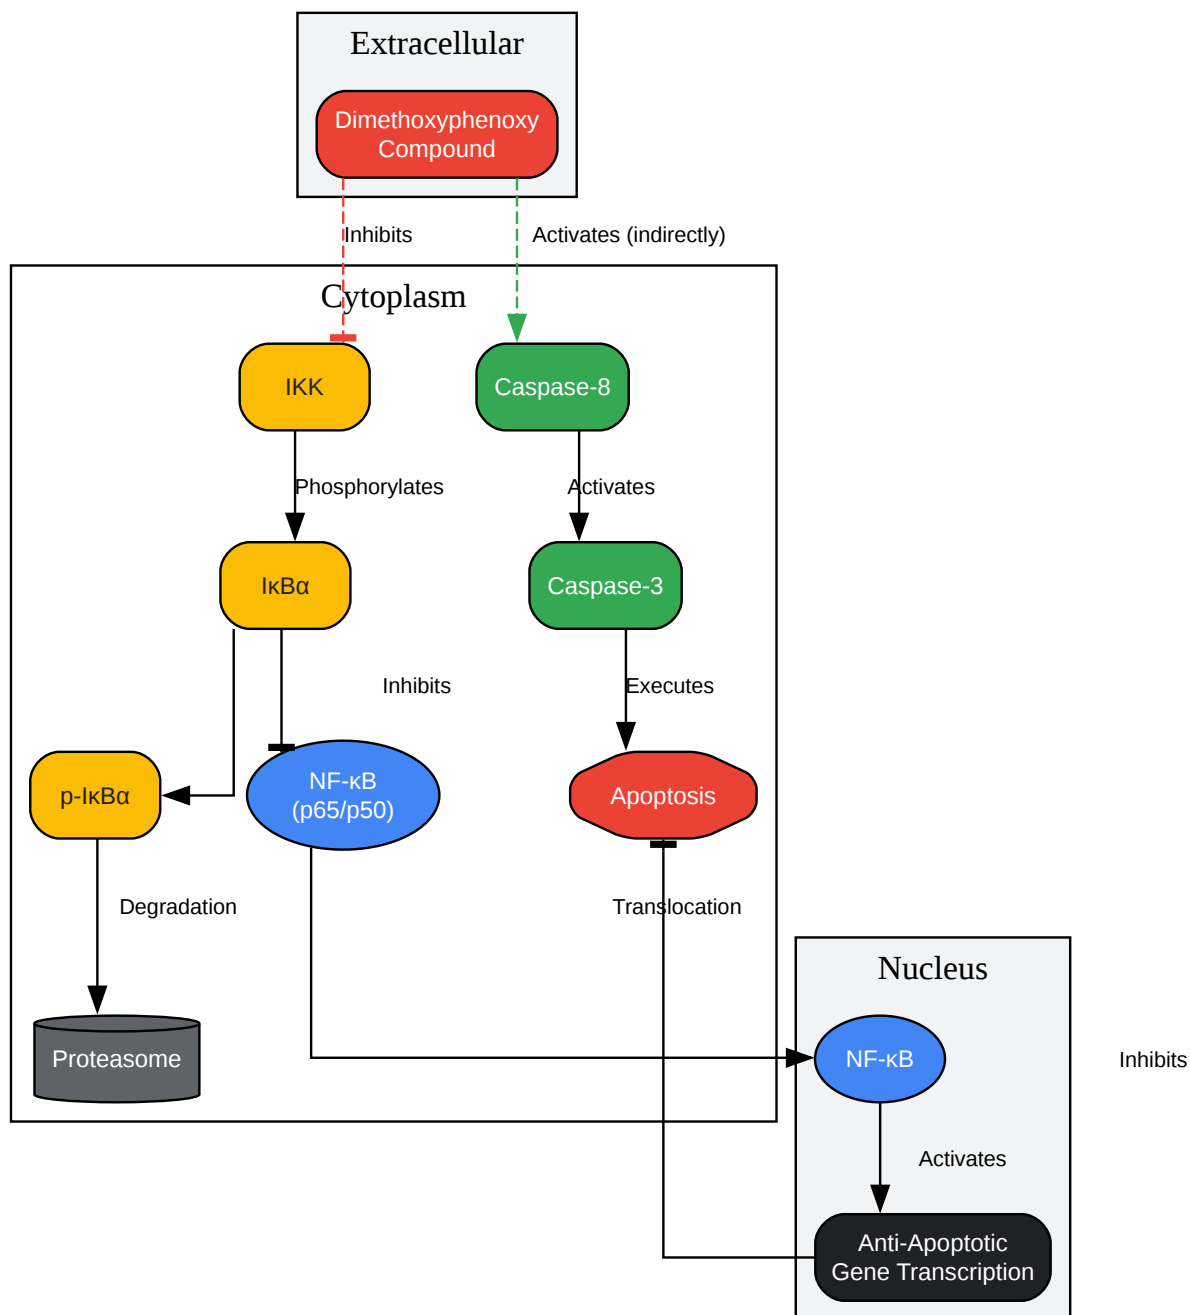 Extracellular
Dimethoxyphenoxy
Compound
Inhibits
Activates (indirectly)
Cytoplasm
IKK
Caspase-8
Phosphorylates
Activates
IκBα
Caspase-3
Inhibits
Executes
p-IκBα
NF-κB
(p65/p50)
Apoptosis
Degradation
Translocation
Nucleus
Proteasome
NF-κB
Inhibits
Activates
Anti-Apoptotic
Gene Transcription